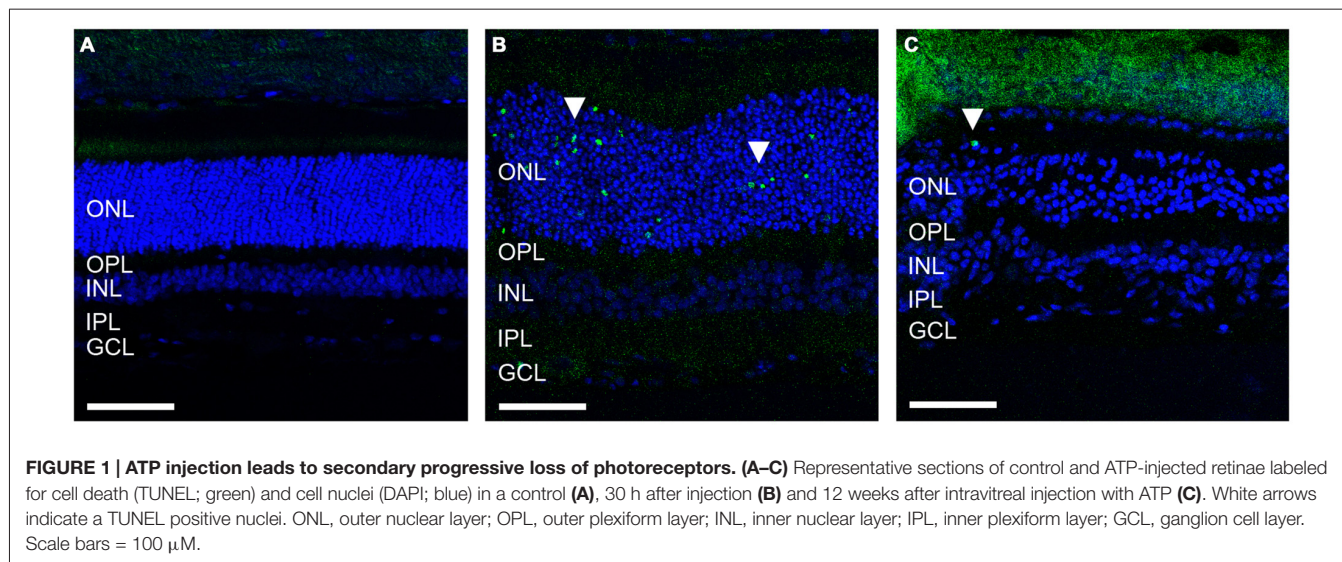 A
ONL
OPL
INL
IPL
GCL
B
ONL
OPL
INL
IPL
GCL
C
ONL
OPL
INL
IPL
GCL
FIGURE 1 | ATP injection leads to secondary progressive loss of photoreceptors. (A–C) Representative sections of control and ATP-injected retinae labeled
for cell death (TUNEL; green) and cell nuclei (DAPI; blue) in a control (A), 30 h after injection (B) and 12 weeks after intravitreal injection with ATP (C). White arrows
indicate a TUNEL positive nuclei. ONL, outer nuclear layer; OPL, outer plexiform layer; INL, inner nuclear layer; IPL, inner plexiform layer; GCL, ganglion cell layer.
Scale bars = 100 μM.